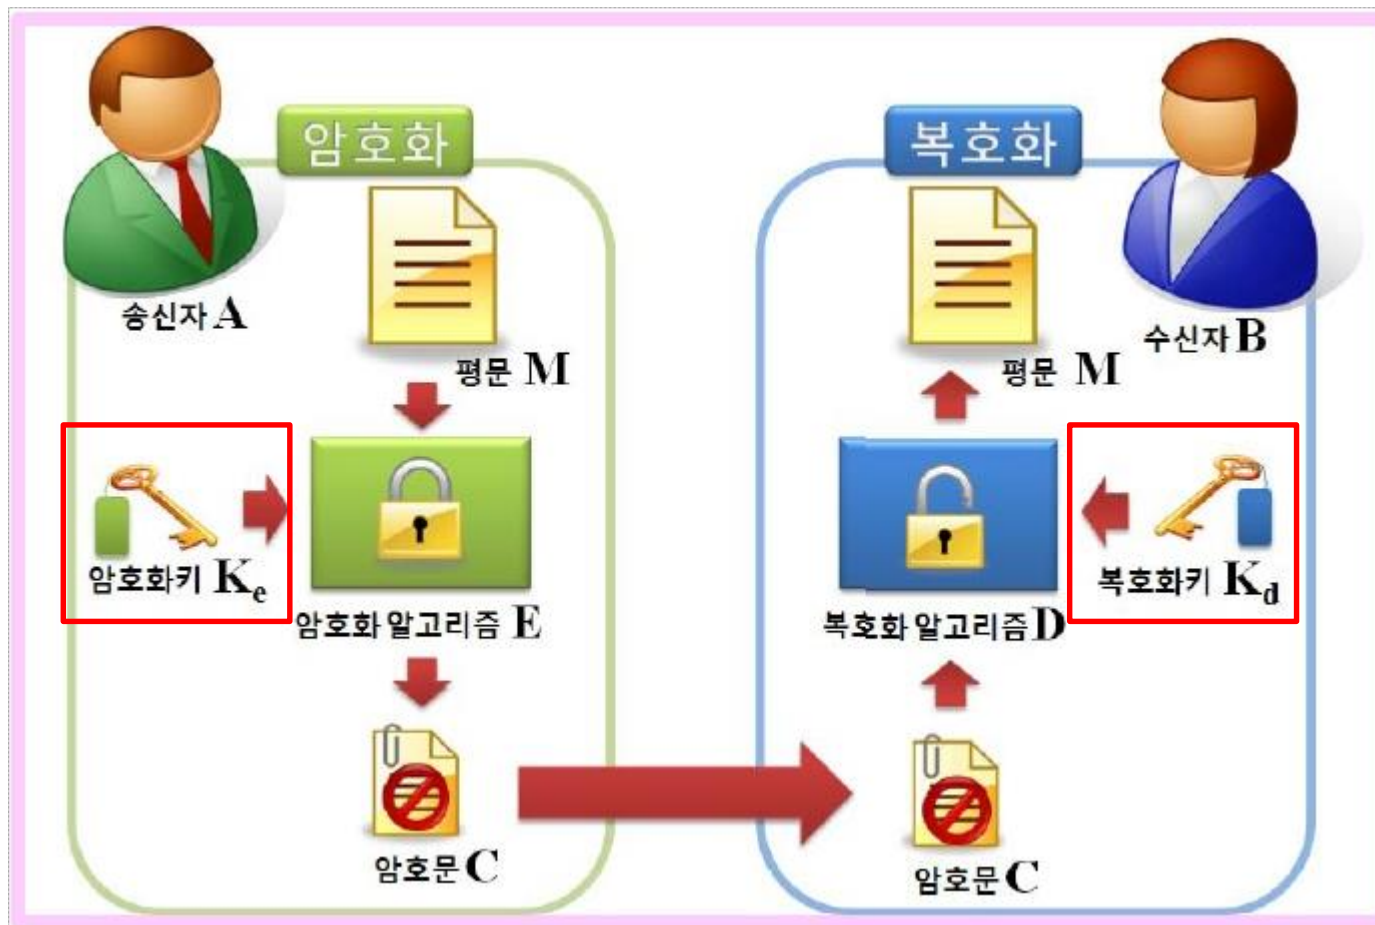 암호화
송신자 A
평문 M
암호화키 Ke
암호화 알고리즘 E
암호문 C
복호화
수신자 B
평문 M
복호화키 Kd
복호화 알고리즘 D
암호문 C